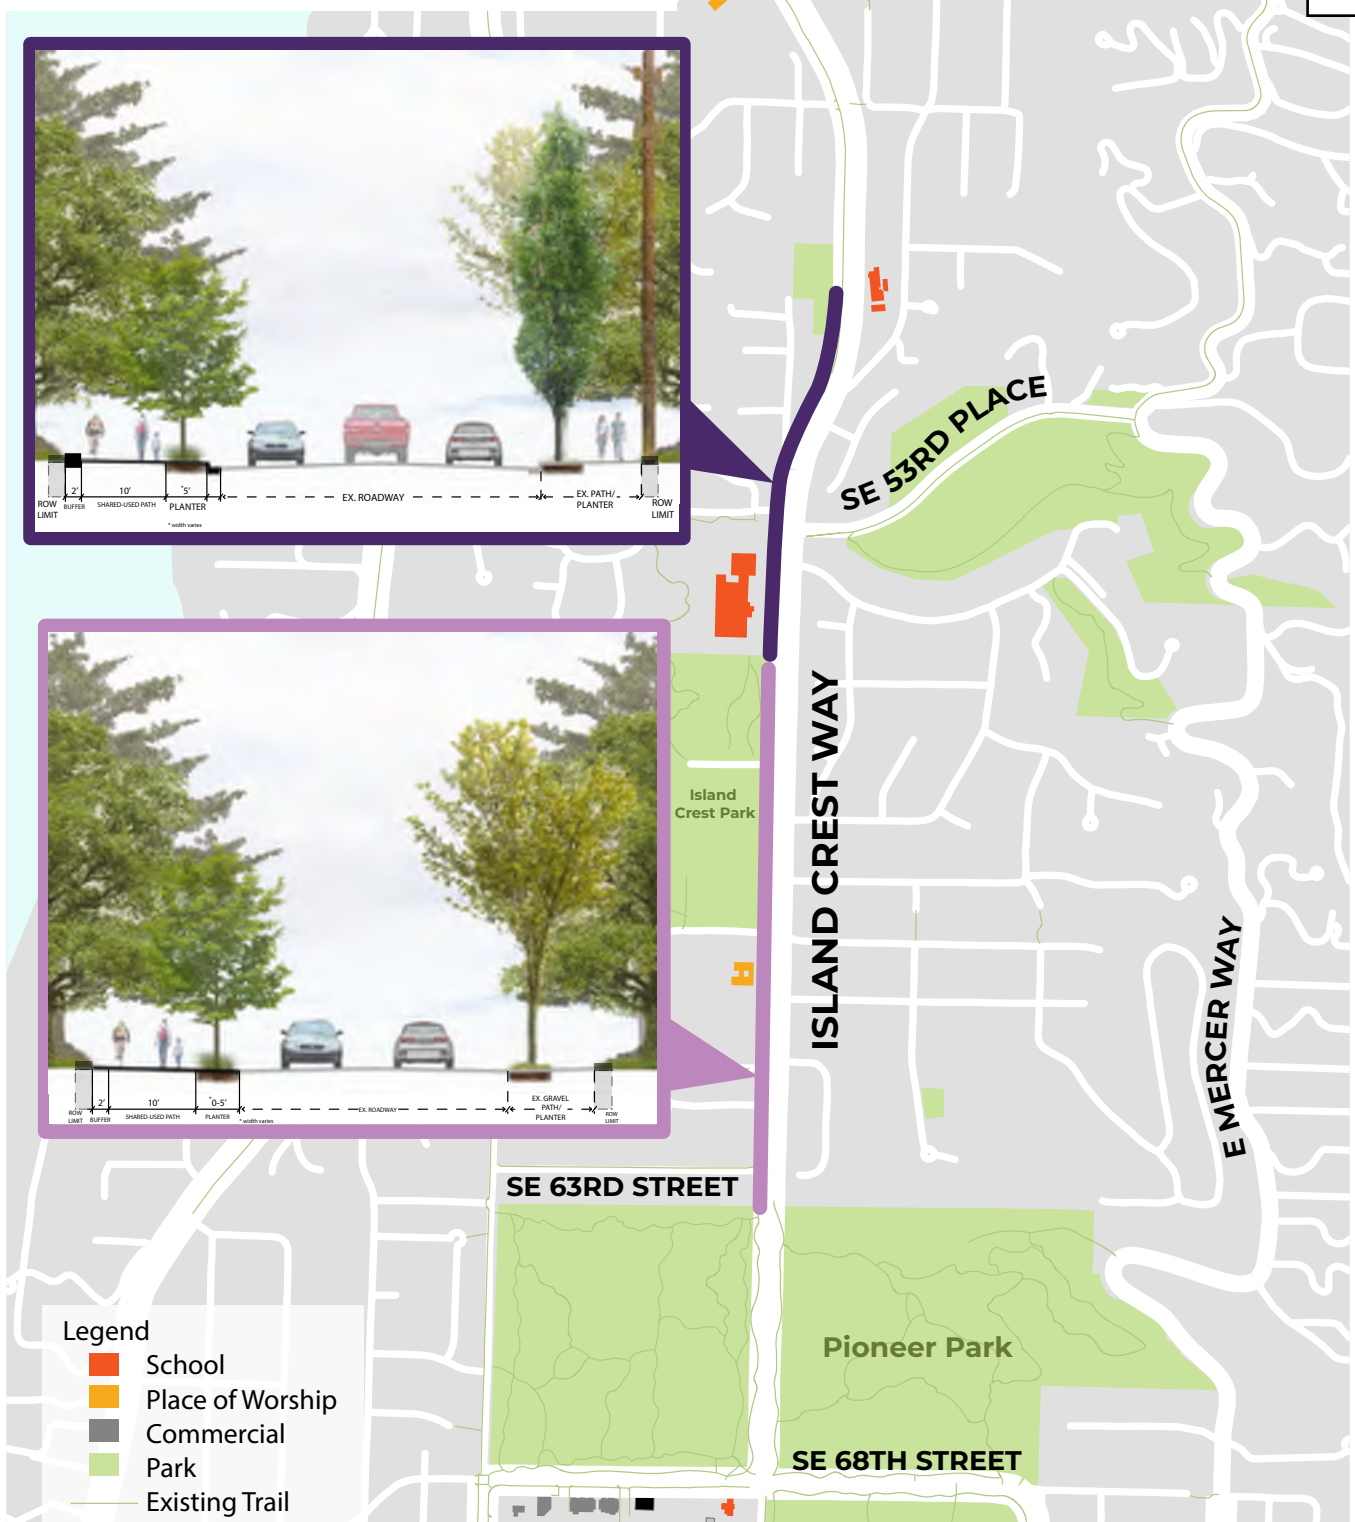 ROW
LIMIT
2'
BUFFER
10'
SHARED-USED PATH
*5'
PLANTER
* width varies
EX. ROADWAY
EX. PATH/
PLANTER
ROW
LIMIT
SE 53RD PLACE
ISLAND CREST WAY
Island
Crest Park
E MERCER WAY
ROW
LIMIT
2'
BUFFER
10'
SHARED-USED PATH
*0-5'
PLANTER
* width varies
EX. ROADWAY
EX. GRAVEL
PATH/
PLANTER
ROW
LIMIT
SE 63RD STREET
Pioneer Park
SE 68TH STREET
Legend
School
Place of Worship
Commercial
Park
Existing Trail